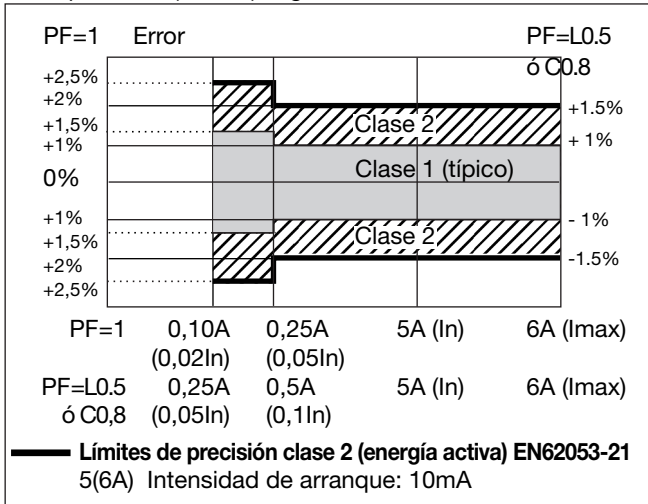 PF=1 Error PF=L0.5
ó C0.8
+2,5%
+2%
+1.5%
+1,5%
Clase 2
+1%
+ 1%
0%
Clase 1 (típico)
+1%
- 1%
+1,5%
Clase 2
+2%
-1.5%
+2,5%
PF=1 0,10A 0,25A 5A (In) 6A (Imax)
(0,02In) (0,05In)
PF=L0.5 0,25A 0,5A 5A (In) 6A (Imax)
ó C0,8 (0,05In) (0,1In)
Límites de precisión clase 2 (energía activa) EN62053-21
5(6A) Intensidad de arranque: 10mA